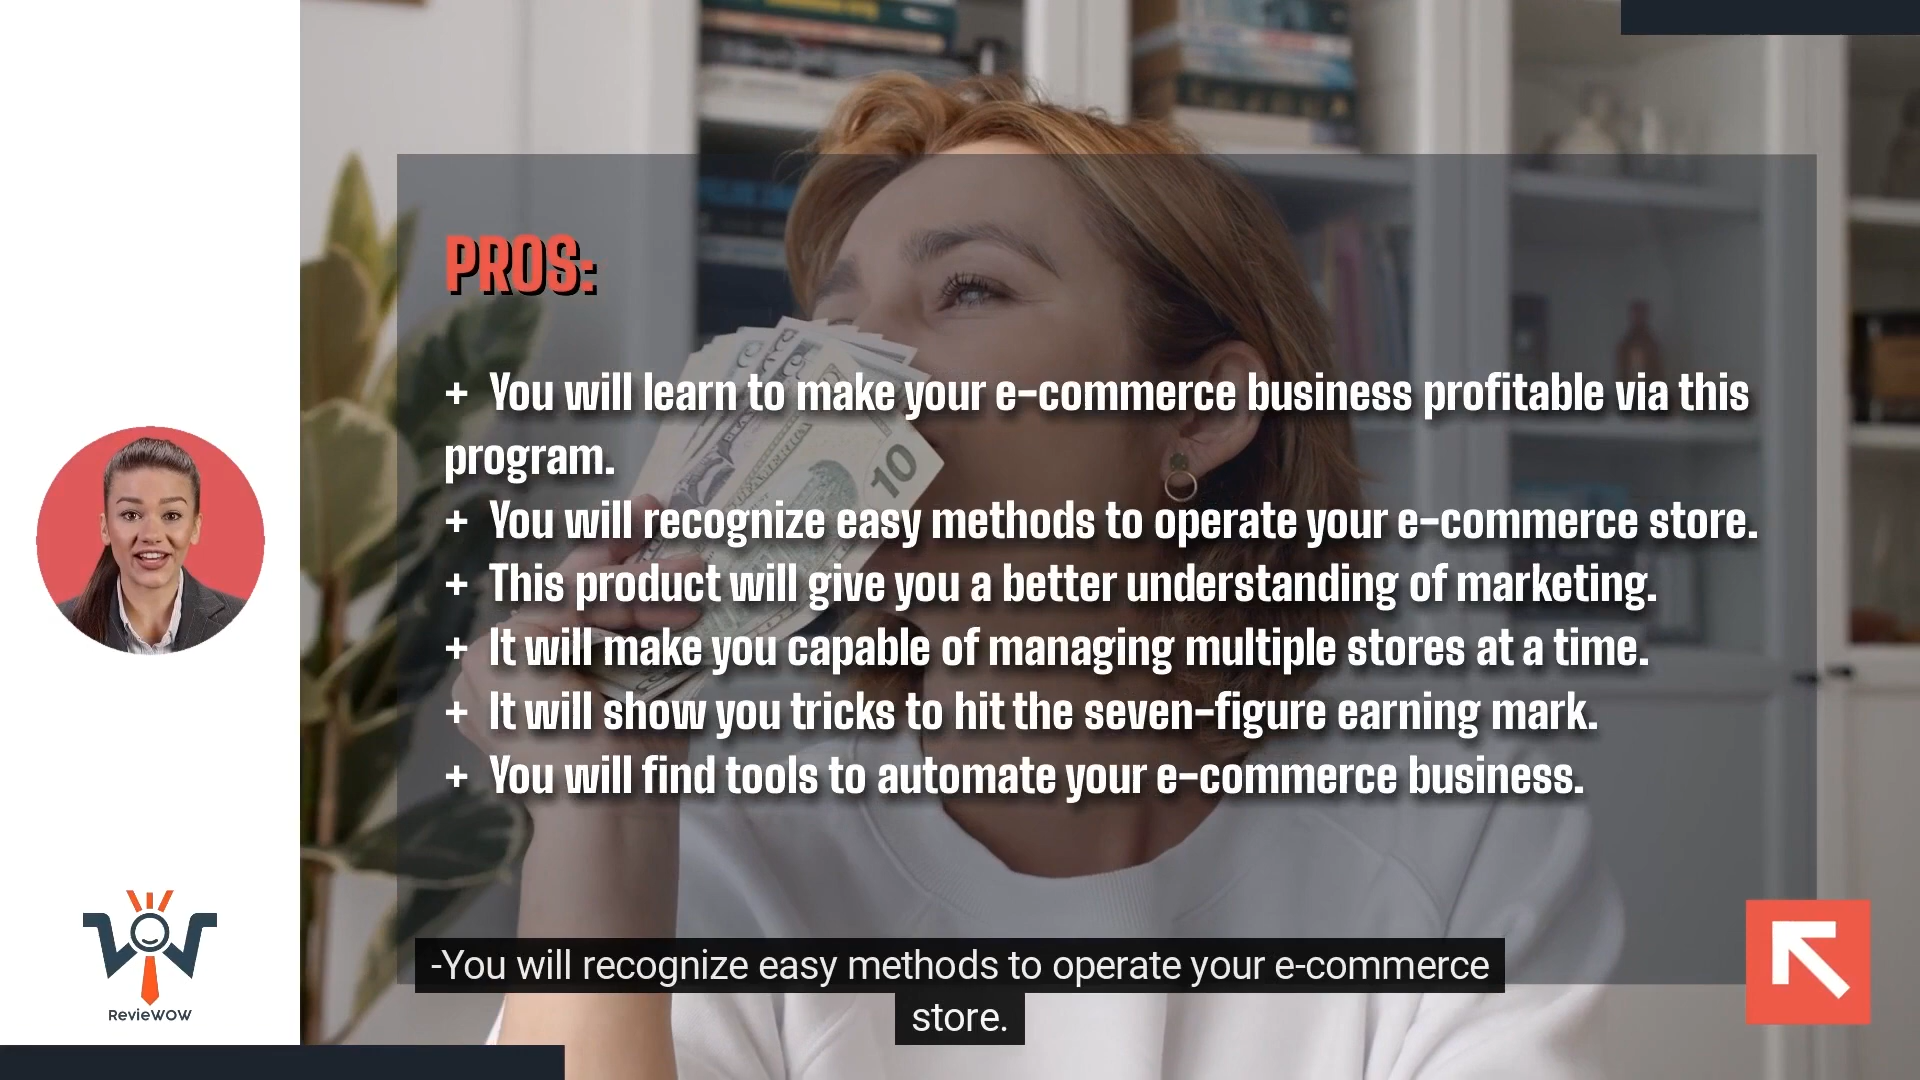 PROS:
+ You will learn to make your e-commerce business profitable via this
program.
+ You will recognize easy methods to operate your e-commerce store.
+ This product will give you a better understanding of marketing.
+ It will make you capable of managing multiple stores at a time.
+ It will show you tricks to hit the seven-figure earning mark.
+ You will find tools to automate your e-commerce business.
10
-You will recognize easy methods to operate your e-commerce
store.
RevieWOW